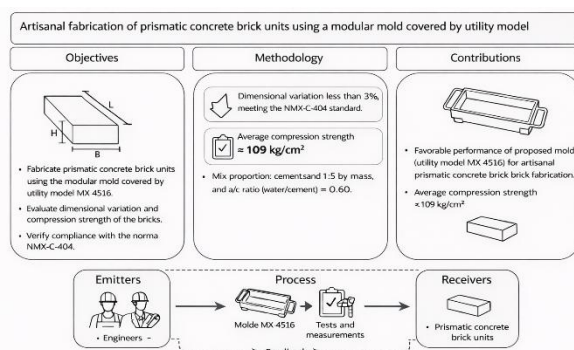 Artisanal fabrication of prismatic concrete brick units using a modular mold covered by utility model
Objectives
L
H
B
• Fabricate prismatic concrete brick units
using the modular mold covered by
utility model MX 4516.
• Evaluate dimensional variation and
compression strength of the bricks.
• Verify compliance with the norma
NMX-C-404.
Methodology
Dimensional variation less than 3%,
meeting the NMX-C-404 standard.
Average compression strength
≈ 109 kg/cm²
• Mix proportion: cementsand 1:5 by mass,
and a/c ratio (water/cement) = 0.60.
Contributions
• Favorable performance of proposed mold
(utility model MX 4516) for artisanal
prismatic concrete brick brick fabrication.
• Average compression strength
109 kg/cm²
Emitters
• Engineers -
Process
Molde MX 4516
Tests and
measurements
Receivers
• Prismatic concrete
brick units